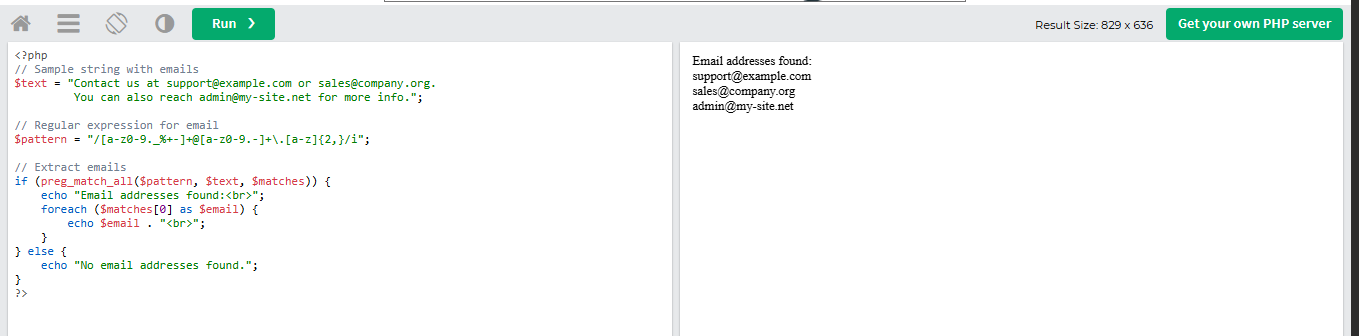 Run ❯
Result Size: 829 x 636
Get your own PHP server
<?php
// Sample string with emails
$text = "Contact us at support@example.com or sales@company.org.
         You can also reach admin@my-site.net for more info.";

// Regular expression for email
$pattern = "/[a-z0-9._%+-]+@[a-z0-9.-]+\.[a-z]{2,}/i";

// Extract emails
if (preg_match_all($pattern, $text, $matches)) {
    echo "Email addresses found:<br>";
    foreach ($matches[0] as $email) {
        echo $email . "<br>";
    }
} else {
    echo "No email addresses found.";
}
?>
Email addresses found:
support@example.com
sales@company.org
admin@my-site.net